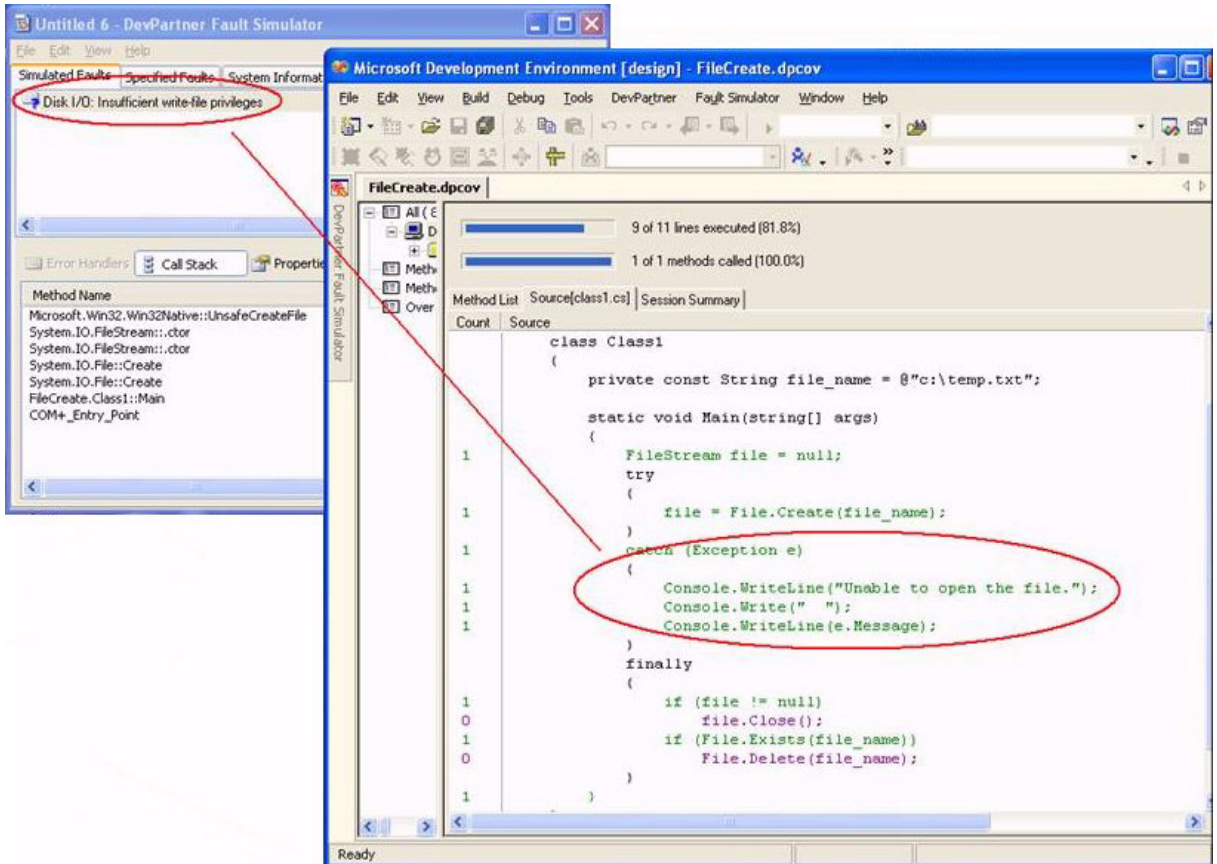 Untitled 6 - DevPartner Fault Simulator
File Edit View Help
Simulated Faults Specified Faults System Informat
Disk I/O: Insufficient write-file privileges
Error Handlers Call Stack Propertie
Method Name
Microsoft.Win32.Win32Native::UnsafeCreateFile
System.IO.FileStream::.ctor
System.IO.FileStream::.ctor
System.IO.File::Create
System.IO.File::Create
FileCreate.Class1::Main
COM+_Entry_Point
Microsoft Development Environment [design] - FileCreate.dpcov
File Edit View Build Debug Tools DevPartner Fault Simulator Window Help
DevPartner Fault Simulator
FileCreate.dpcov
All (
D
Meth
Meth
Over
9 of 11 lines executed (81.8%)
1 of 1 methods called (100.0%)
Method List Source[class1.cs] Session Summary
Count Source
class Class1
{
private const String file_name = @"c:\temp.txt";
static void Main(string[] args)
{
1 FileStream file = null;
try
{
1 file = File.Create(file_name);
}
1 catch (Exception e)
{
1 Console.WriteLine("Unable to open the file.");
1 Console.Write("  ");
1 Console.WriteLine(e.Message);
}
finally
{
1 if (file != null)
0 file.Close();
1 if (File.Exists(file_name))
0 File.Delete(file_name);
}
1 }
Ready